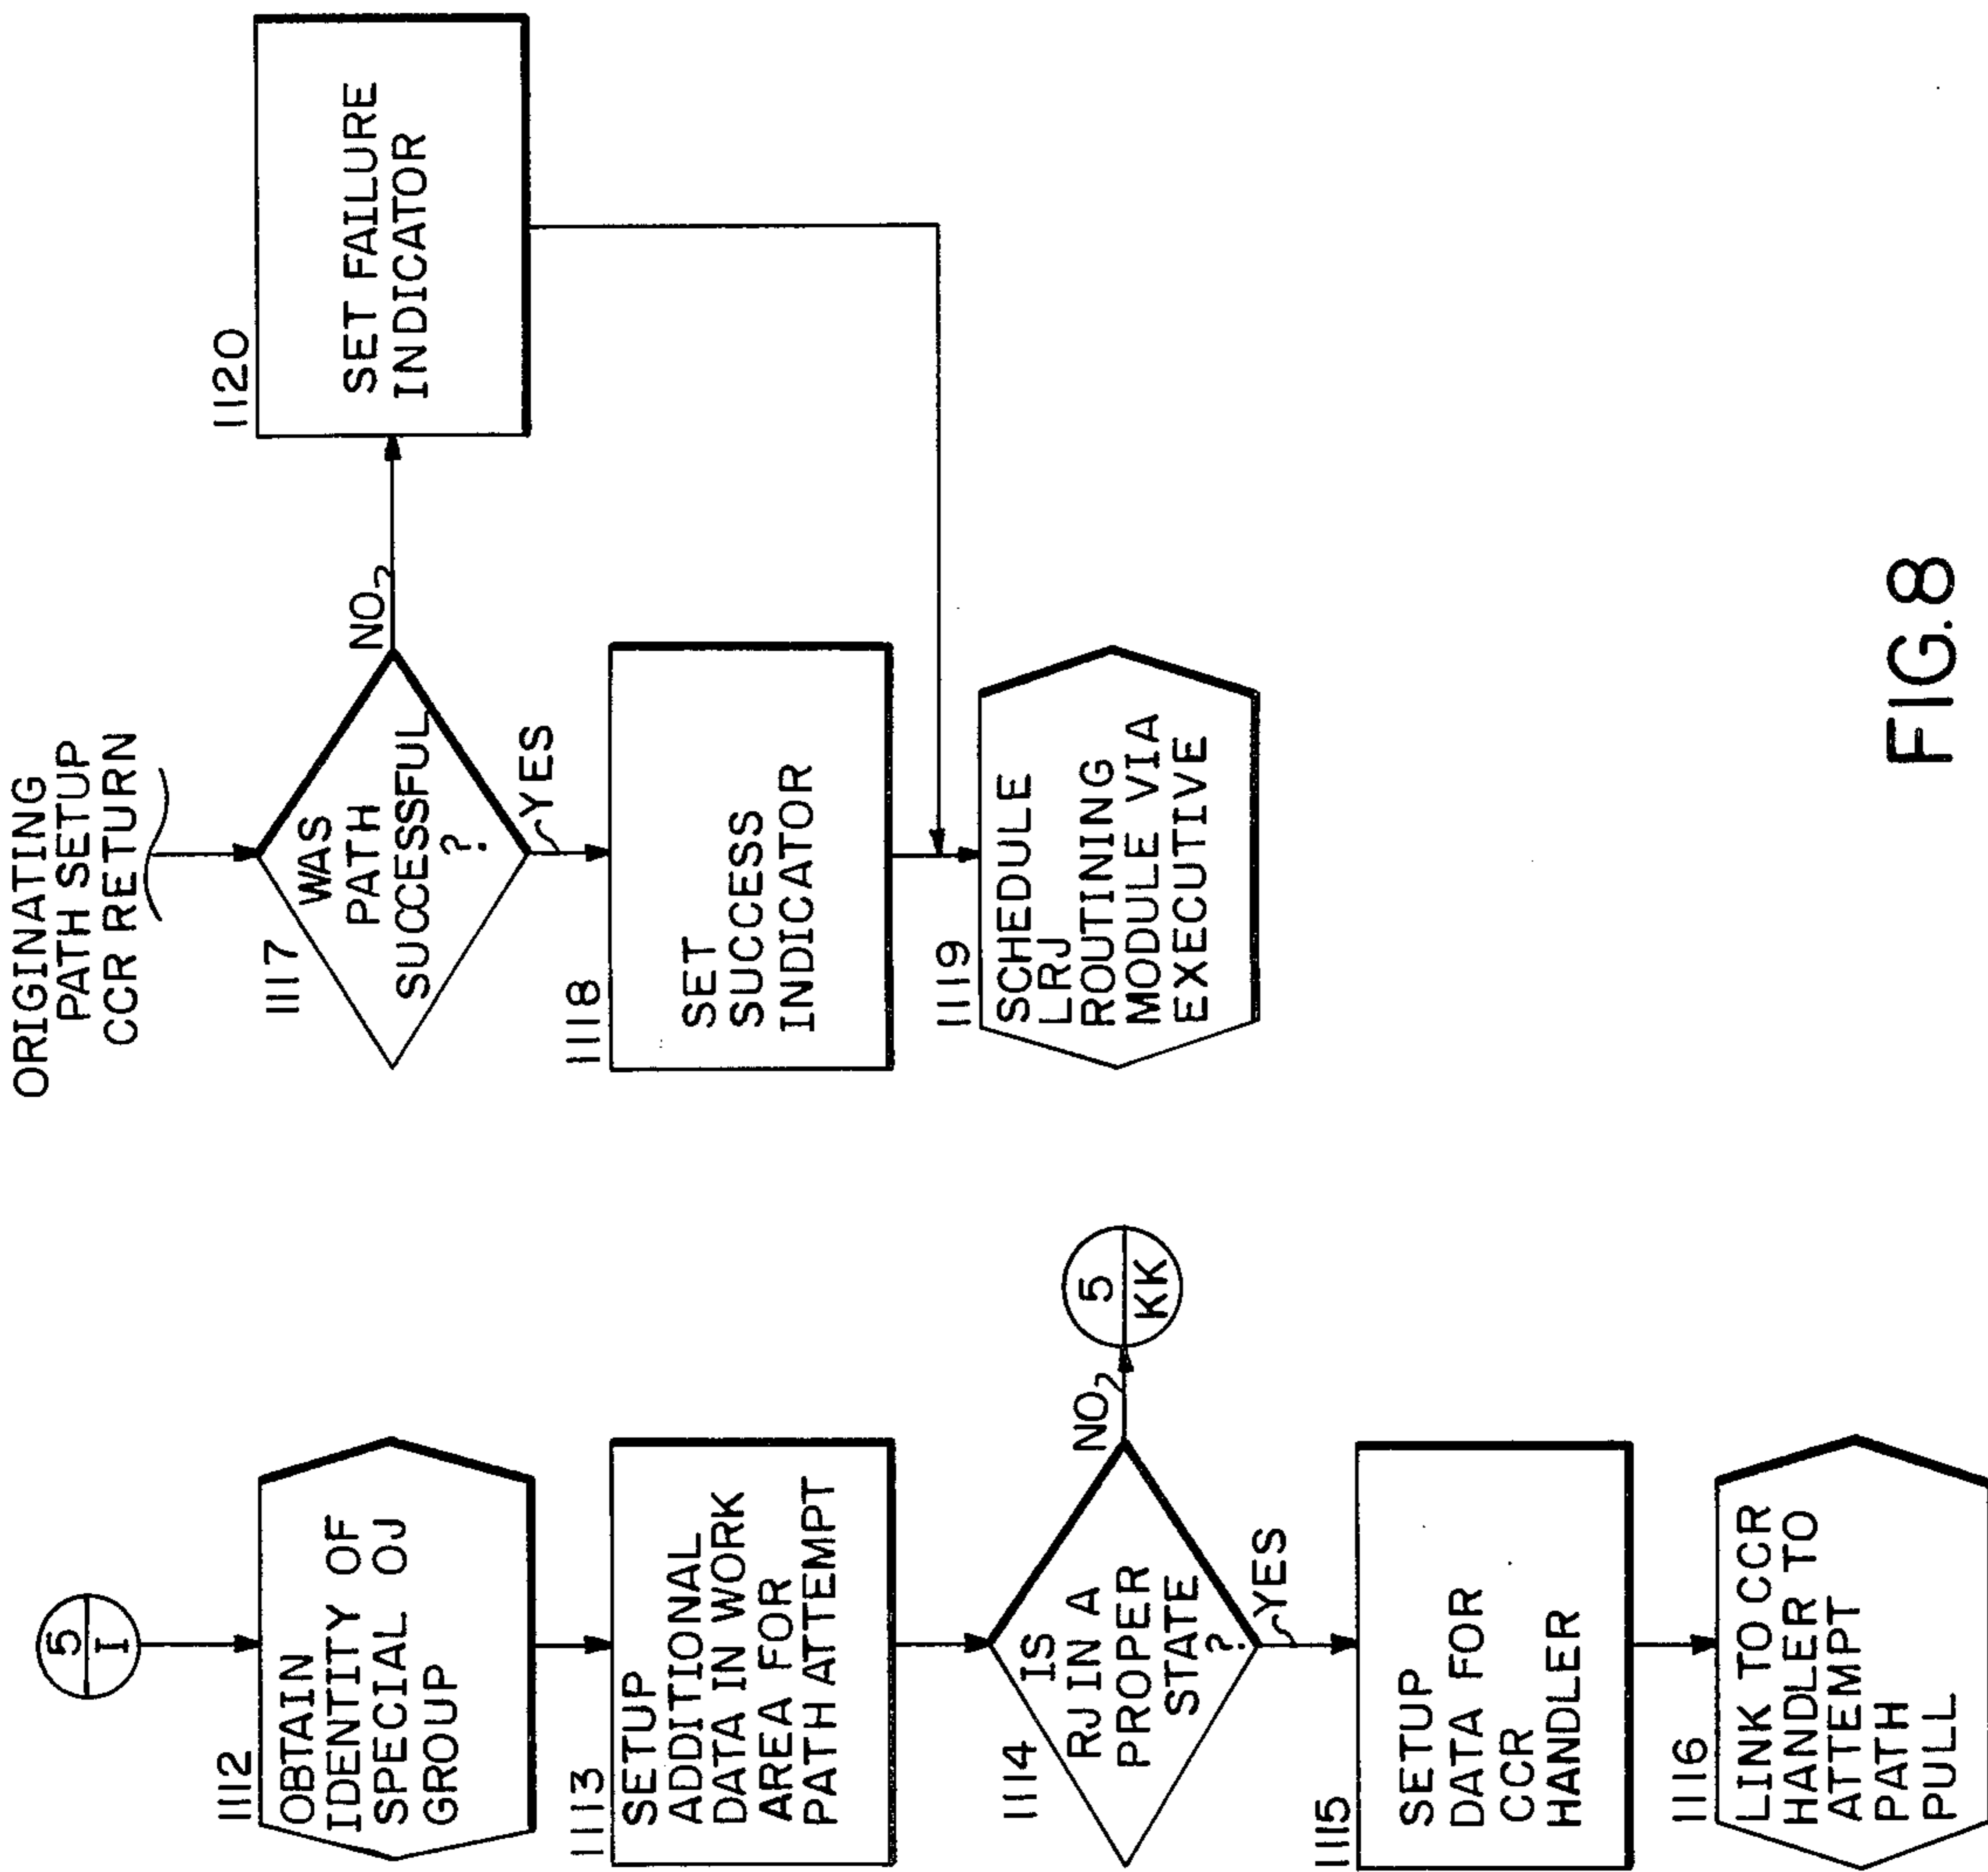 5
I
1112
OBTAIN
IDENTITY OF
SPECIAL OJ
GROUP
1113
SETUP
ADDITIONAL
DATA IN WORK
AREA FOR
PATH ATTEMPT
1114
IS
RJ IN A
PROPER
STATE
?
NO
5
KK
YES
1115
SETUP
DATA FOR
CCR
HANDLER
1116
LINK TO CCR
HANDLER TO
ATTEMPT
PATH
PULL
ORIGINATING
PATH SETUP
CCR RETURN
1117
WAS
PATH
SUCCESSFUL
?
NO
1120
SET FAILURE
INDICATOR
YES
1118
SET
SUCCESS
INDICATOR
1119
SCHEDULE
LRJ
ROUTINING
MODULE VIA
EXECUTIVE
FIG.8